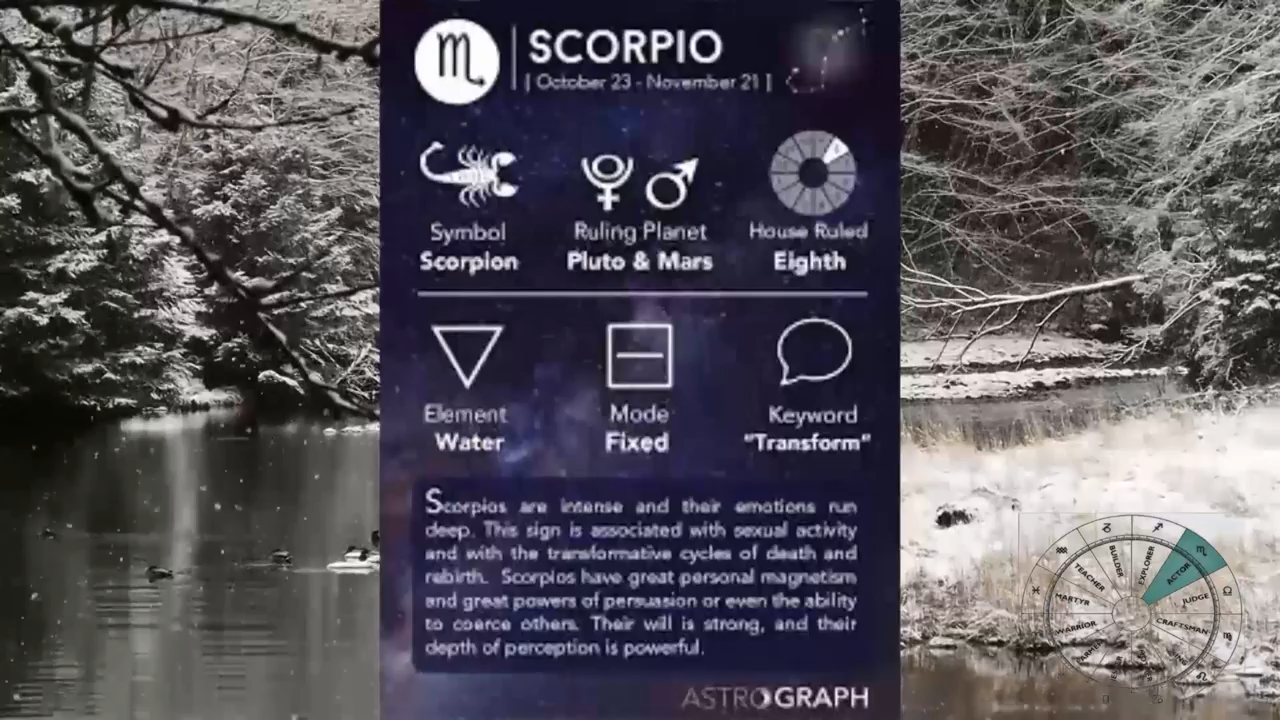 SCORPIO
[ October 23 - November 21 ]
Symbol
Scorpion
Ruling Planet
Pluto & Mars
House Ruled
Eighth
Element
Water
Mode
Fixed
Keyword
"Transform"
Scorpios are intense and their emotions run
deep. This sign is associated with sexual activity
and with the transformative cycles of death and
rebirth. Scorpios have great personal magnetism
and great powers of persuasion or even the ability
to coerce others. Their will is strong, and their
depth of perception is powerful.
ASTROGRAPH
BUILDER
EXPLORER
ACTOR
TEACHER
JUDGE
MARTYR
CRAFTSMAN
WARRIOR